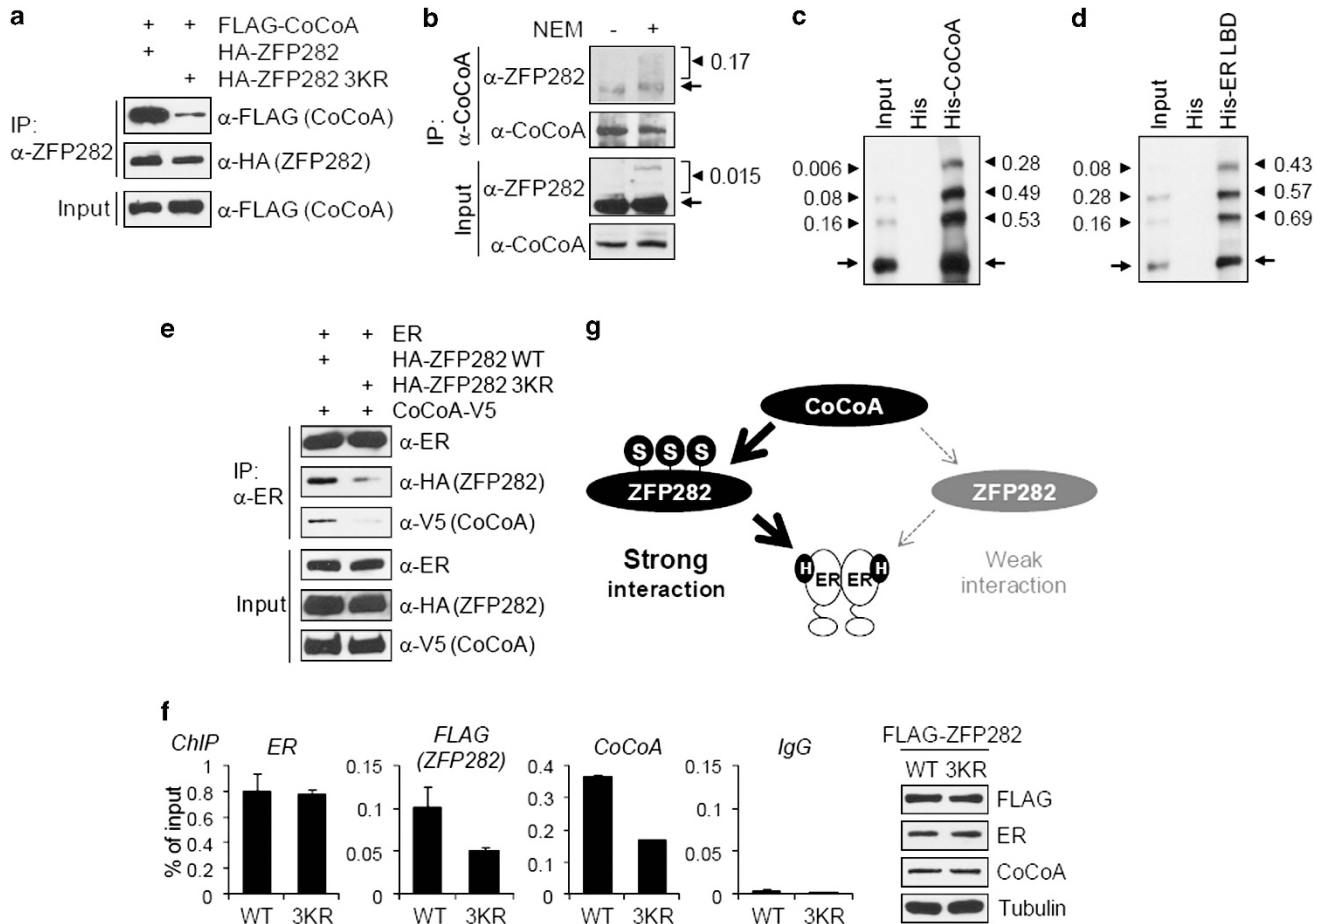 a
+ + FLAG-CoCoA
+ HA-ZFP282
+ HA-ZFP282 3KR
IP:
α-ZFP282
α-FLAG (CoCoA)
α-HA (ZFP282)
Input
α-FLAG (CoCoA)
b
NEM - +
IP:
α-CoCoA
α-ZFP282
0.17
α-CoCoA
Input
α-ZFP282
0.015
α-CoCoA
c
Input
His
His-CoCoA
0.006
0.08
0.16
0.28
0.49
0.53
d
Input
His
His-ER LBD
0.08
0.28
0.16
0.43
0.57
0.69
e
+ + ER
+ HA-ZFP282 WT
+ HA-ZFP282 3KR
+ + CoCoA-V5
IP:
α-ER
α-ER
α-HA (ZFP282)
α-V5 (CoCoA)
Input
α-ER
α-HA (ZFP282)
α-V5 (CoCoA)
g
CoCoA
S S S
ZFP282
ZFP282
Strong
interaction
H ER ER H
Weak
interaction
f
ChIP
% of input
ER
1
0.8
0.6
0.4
0.2
0
WT 3KR
FLAG
(ZFP282)
0.15
0.1
0.05
0
WT 3KR
CoCoA
0.4
0.3
0.2
0.1
0
WT 3KR
IgG
0.15
0.1
0.05
0
WT 3KR
FLAG-ZFP282
WT 3KR
FLAG
ER
CoCoA
Tubulin